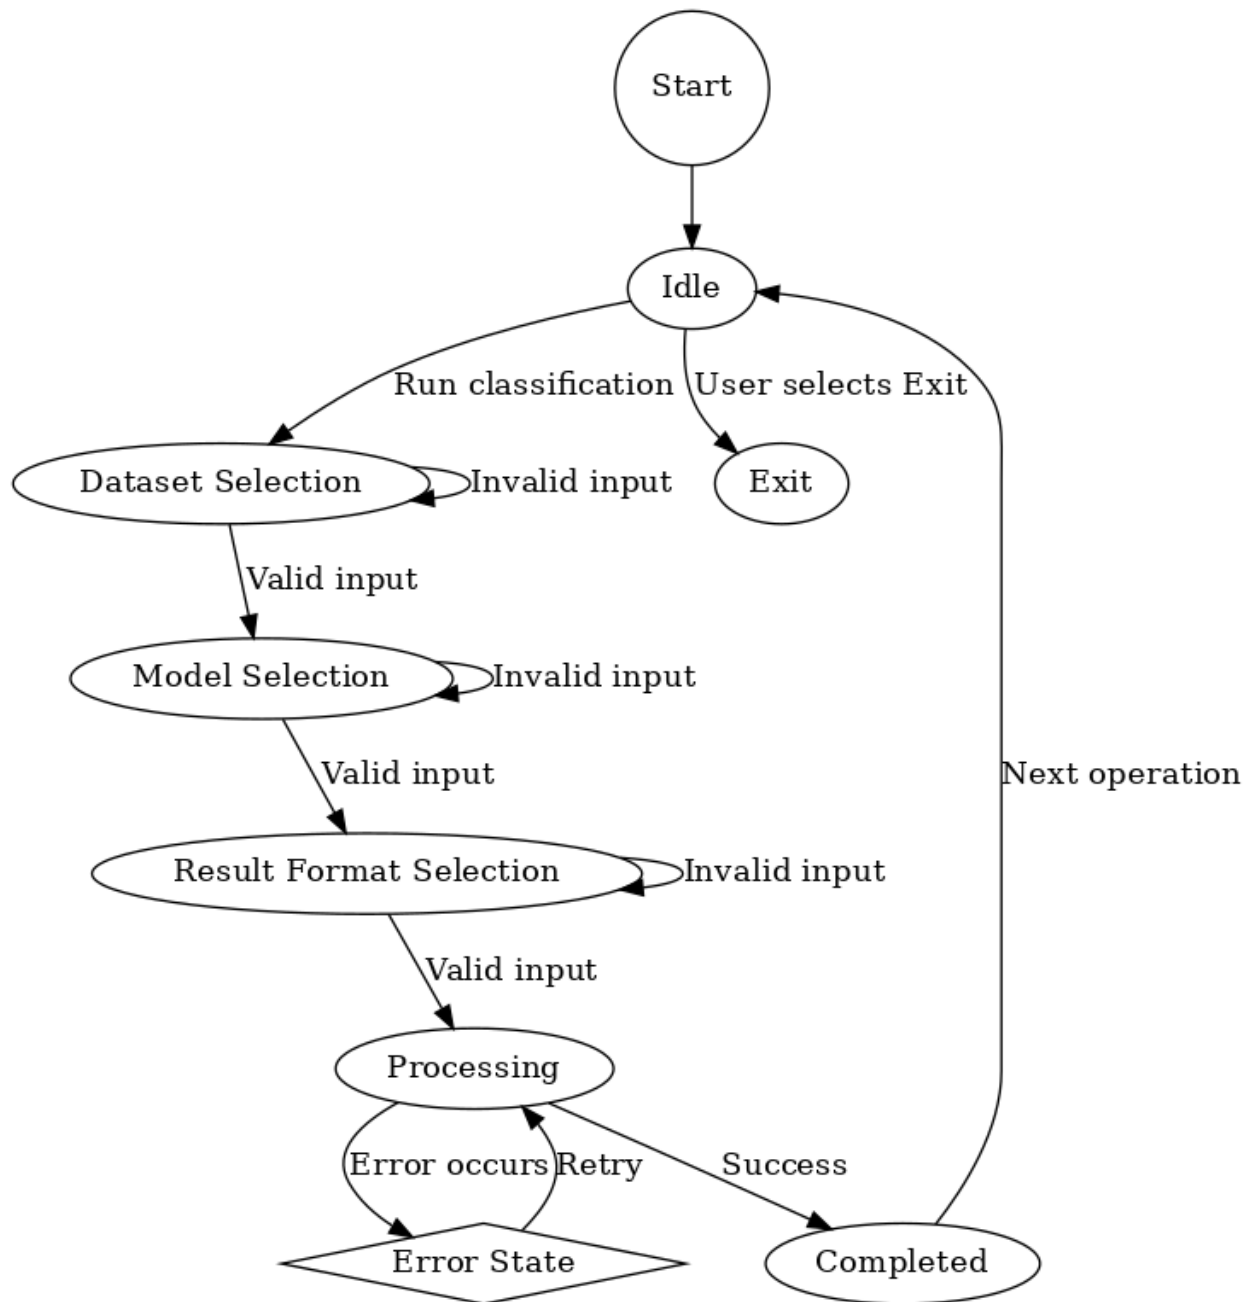 Start
Idle
Run classification
User selects Exit
Dataset Selection
Invalid input
Exit
Valid input
Model Selection
Invalid input
Valid input
Result Format Selection
Invalid input
Next operation
Valid input
Processing
Error occurs
Retry
Success
Error State
Completed